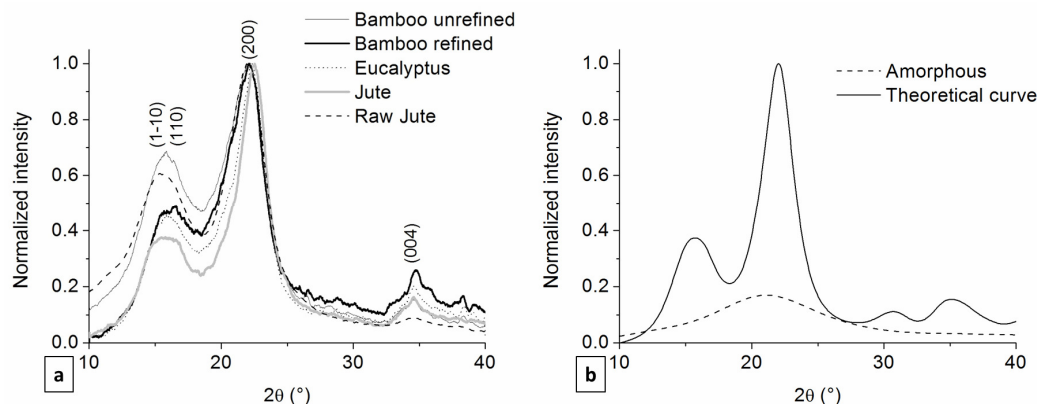 Bamboo unrefined
Bamboo refined
Eucalyptus
Jute
Raw Jute
(200)
(1-10)
(110)
(004)
Normalized intensity
1.0
0.8
0.6
0.4
0.2
0.0
10
20
30
40
2θ (°)
a
Amorphous
Theoretical curve
Normalized intensity
1.0
0.8
0.6
0.4
0.2
0.0
10
20
30
40
2θ (°)
b